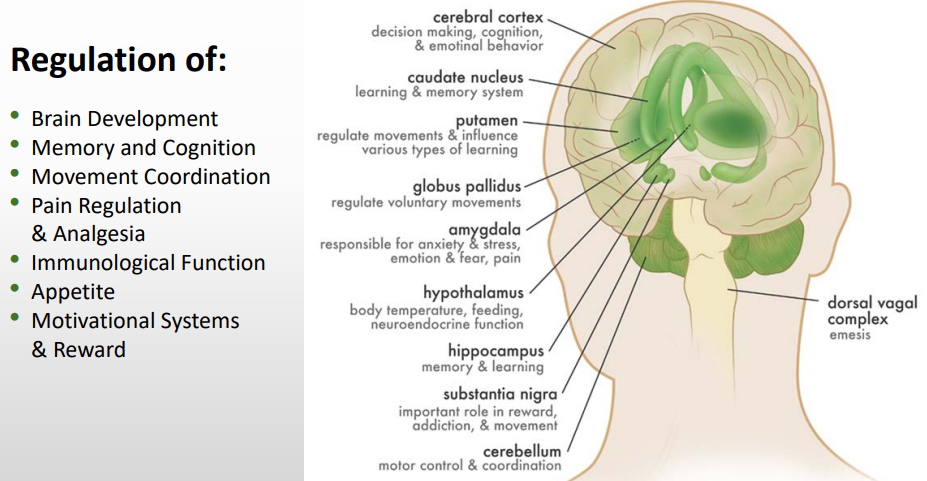 Regulation of:
• Brain Development
• Memory and Cognition
• Movement Coordination
• Pain Regulation
& Analgesia
• Immunological Function
• Appetite
• Motivational Systems
& Reward
cerebral cortex
decision making, cognition,
& emotinal behavior
caudate nucleus
learning & memory system
putamen
regulate movements & influence
various types of learning
globus pallidus
regulate voluntary movements
amygdala
responsible for anxiety & stress,
emotion & fear, pain
hypothalamus
body temperature, feeding,
neuroendocrine function
hippocampus
memory & learning
substantia nigra
important role in reward,
addiction, & movement
cerebellum
motor control & coordination
dorsal vagal
complex
emesis